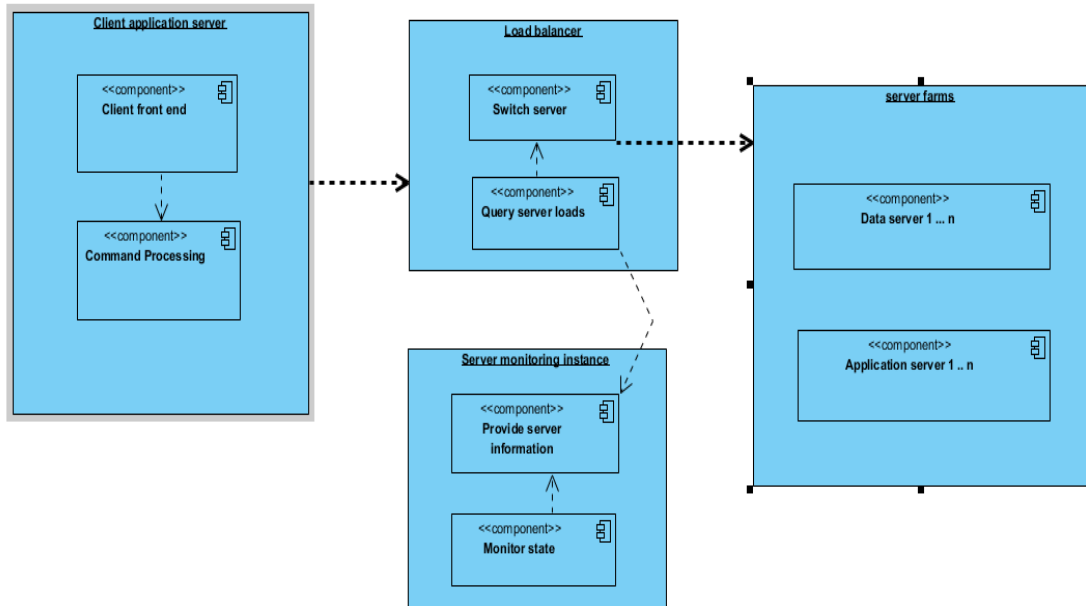 Client application server
<<component>>
Client front end
<<component>>
Command Processing
Load balancer
<<component>>
Switch server
<<component>>
Query server loads
Server monitoring instance
<<component>>
Provide server
information
<<component>>
Monitor state
server farms
<<component>>
Data server 1 ... n
<<component>>
Application server 1 .. n